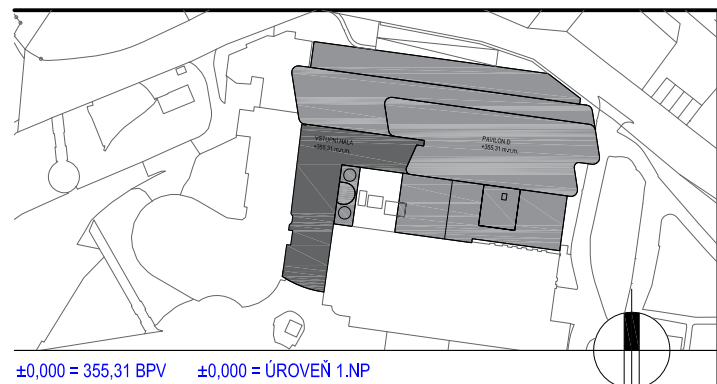 VSTUPNÍ HALA
+355,31 m.n.m.
PAVILON D
+355,31 m.n.m.
±0,000 = 355,31 BPV ±0,000 = ÚROVEŇ 1.NP